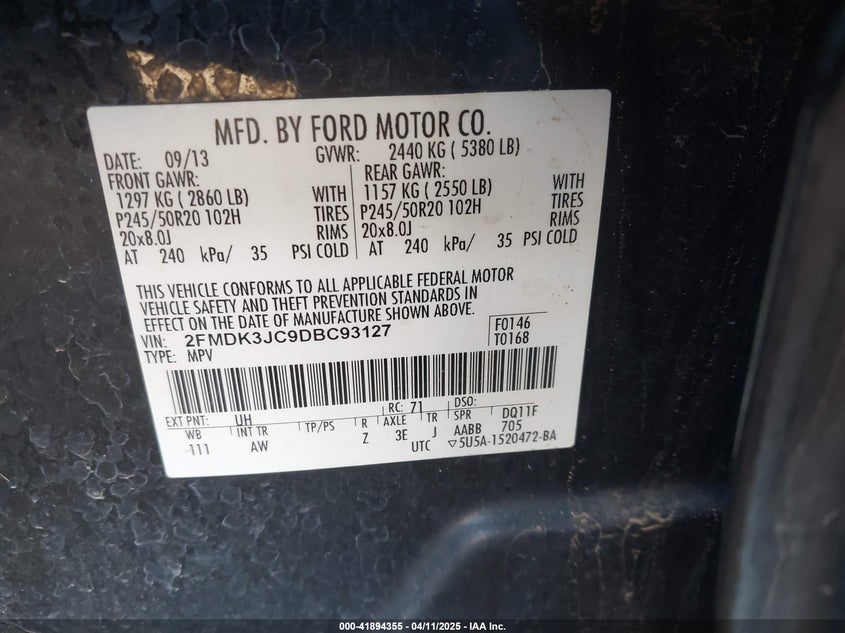 MFD. BY FORD MOTOR CO.
DATE: 09/13 GVWR: 2440 KG ( 5380 LB)
FRONT GAWR: REAR GAWR:
1297 KG ( 2860 LB) WITH 1157 KG ( 2550 LB) WITH
P245/50R20 102H TIRES P245/50R20 102H TIRES
20x8.0J RIMS 20x8.0J RIMS
AT 240 kPa/ 35 PSI COLD AT 240 kPa/ 35 PSI COLD
THIS VEHICLE CONFORMS TO ALL APPLICABLE FEDERAL MOTOR
VEHICLE SAFETY AND THEFT PREVENTION STANDARDS IN
EFFECT ON THE DATE OF MANUFACTURE SHOWN ABOVE.
VIN: 2FMDK3JC9DBC93127 F0146
TYPE: MPV T0168
EXT PNT: UH RC: 71 DSO:
WB INT TR TP/PS R AXLE TR SPR DQ11F
111 AW Z 3E J AABB 705
UTC ▽5U5A-1520472-BA
000-41894355 - 04/11/2025 - IAA Inc.